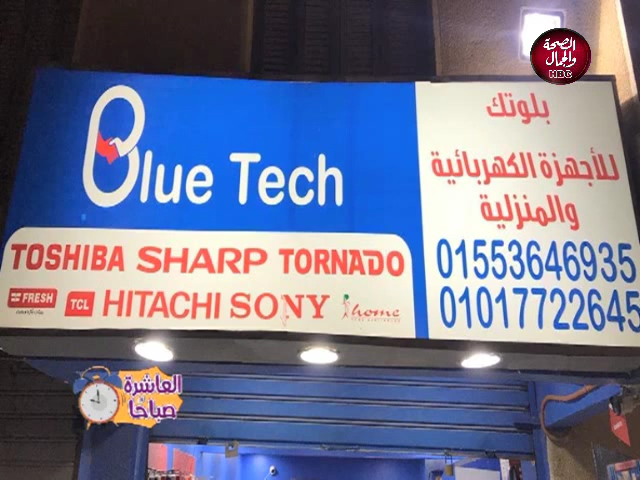 الصحة
والجمال
HBC
Blue Tech
بلوتك
للأجهزة الكهربائية
والمنزلية
01553646935
01017722645
TOSHIBA SHARP TORNADO
FRESH TCL HITACHI SONY home
العاشرة
صباحًا